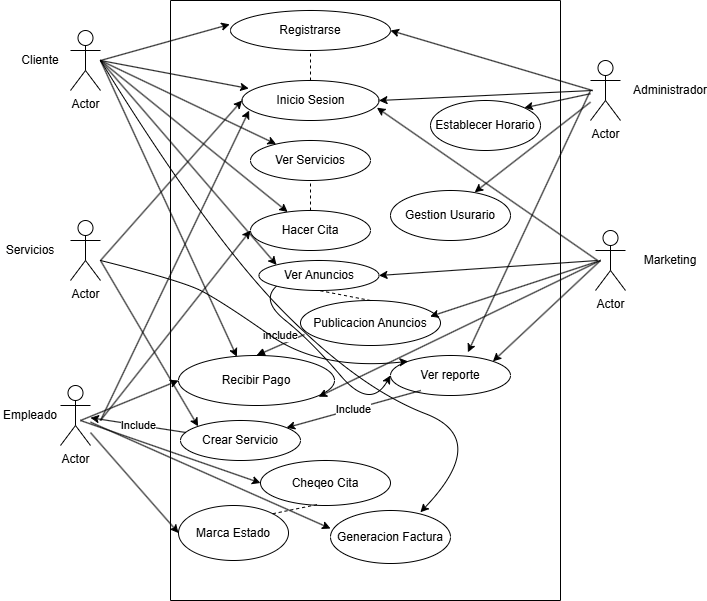 Registrarse
Cliente
Actor
Administrador
Actor
Inicio Sesion
Establecer Horario
Ver Servicios
Gestion Usurario
Servicios
Actor
Hacer Cita
Marketing
Actor
Ver Anuncios
Publicacion Anuncios
include
Recibir Pago
Ver reporte
Empleado
Actor
Include
Include
Crear Servicio
Cheqeo Cita
Marca Estado
Generacion Factura